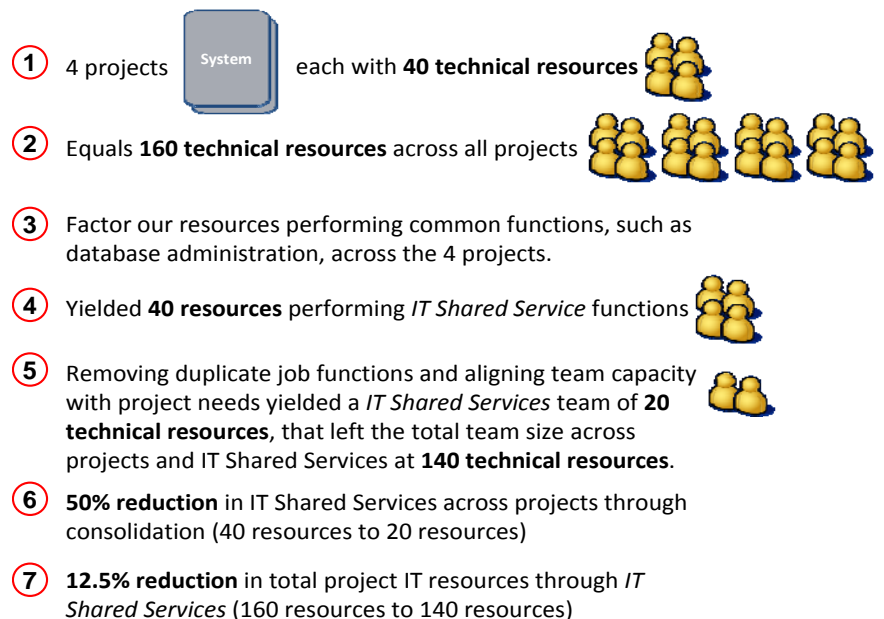 1 4 projects System each with 40 technical resources
2 Equals 160 technical resources across all projects
3 Factor our resources performing common functions, such as
database administration, across the 4 projects.
4 Yielded 40 resources performing IT Shared Service functions
5 Removing duplicate job functions and aligning team capacity
with project needs yielded a IT Shared Services team of 20
technical resources, that left the total team size across
projects and IT Shared Services at 140 technical resources.
6 50% reduction in IT Shared Services across projects through
consolidation (40 resources to 20 resources)
7 12.5% reduction in total project IT resources through IT
Shared Services (160 resources to 140 resources)